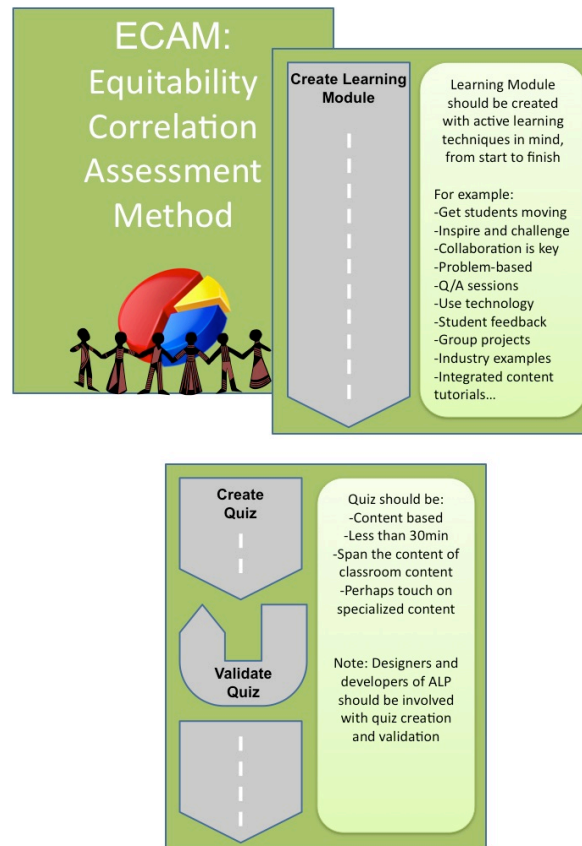 ECAM:
Equitability
Correlation
Assessment
Method
Create Learning
Module
Learning Module
should be created
with active learning
techniques in mind,
from start to finish
For example:
-Get students moving
-Inspire and challenge
-Collaboration is key
-Problem-based
-Q/A sessions
-Use technology
-Student feedback
-Group projects
-Industry examples
-Integrated content
tutorials…
Create
Quiz
Validate
Quiz
Quiz should be:
-Content based
-Less than 30min
-Span the content of
classroom content
-Perhaps touch on
specialized content
Note: Designers and
developers of ALP
should be involved
with quiz creation
and validation